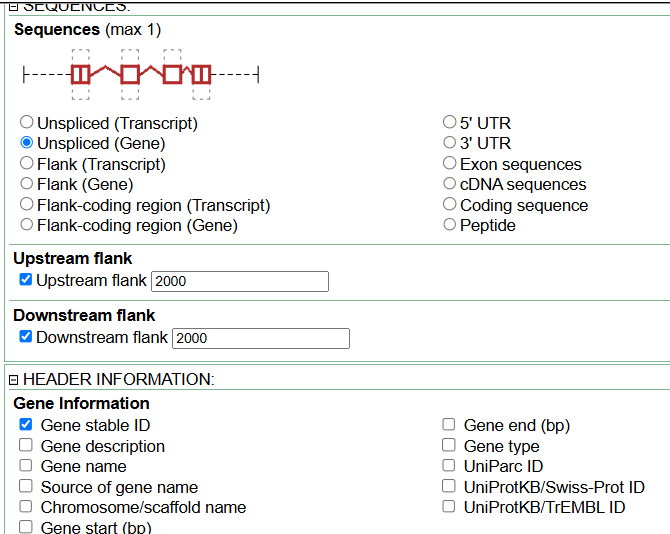 SEQUENCES:
Sequences (max 1)
Unspliced (Transcript)
Unspliced (Gene)
Flank (Transcript)
Flank (Gene)
Flank-coding region (Transcript)
Flank-coding region (Gene)
5' UTR
3' UTR
Exon sequences
cDNA sequences
Coding sequence
Peptide
Upstream flank
Upstream flank 2000
Downstream flank
Downstream flank 2000
HEADER INFORMATION:
Gene Information
Gene stable ID
Gene description
Gene name
Source of gene name
Chromosome/scaffold name
Gene start (bp)
Gene end (bp)
Gene type
UniParc ID
UniProtKB/Swiss-Prot ID
UniProtKB/TrEMBL ID